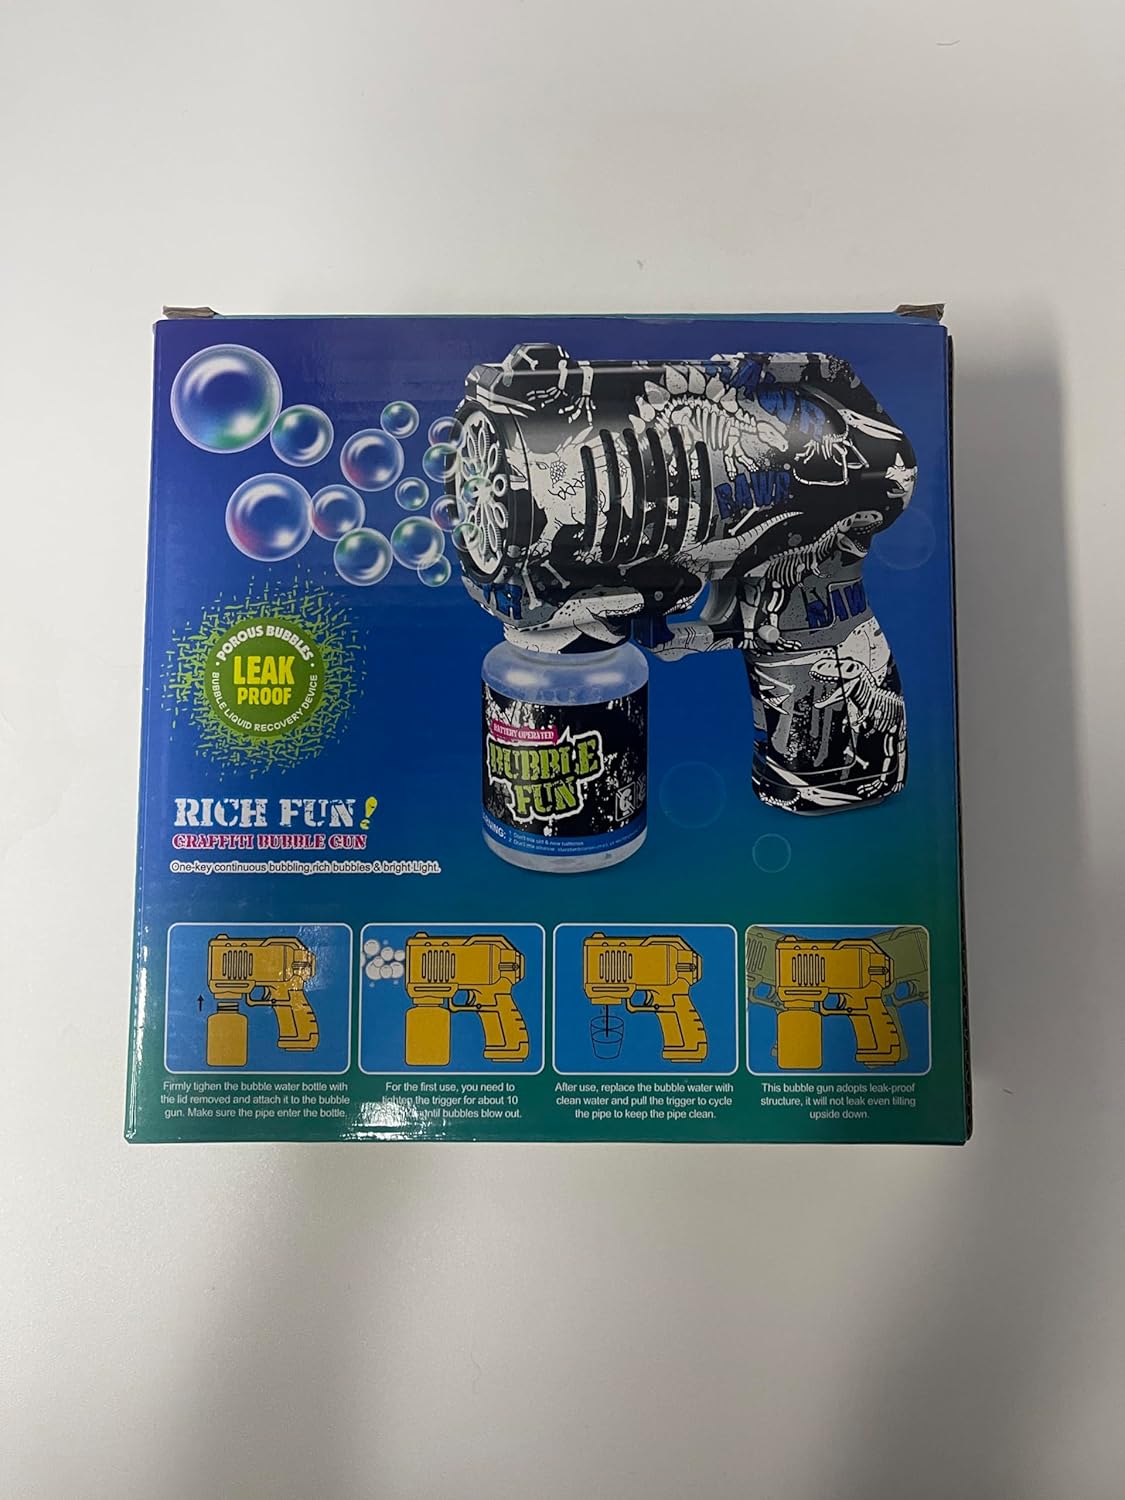 RAWR
RAWR
RAW
POROUS BUBBLES
LEAK
PROOF
BUBBLE LIQUID RECOVERY DEVICE
BATTERY OPERATED
BUBBLE
FUN
RICH FUN!
GRAFFITI BUBBLE GUN
One-key continuous bubbling,rich bubbles & bright Light.
Firmly tighen the bubble water bottle with
the lid removed and attach it to the bubble
gun. Make sure the pipe enter the bottle.
For the first use, you need to
tighten the trigger for about 10
until bubbles blow out.
After use, replace the bubble water with
clean water and pull the trigger to cycle
the pipe to keep the pipe clean.
This bubble gun adopts leak-proof
structure, it will not leak even tilting
upside down.